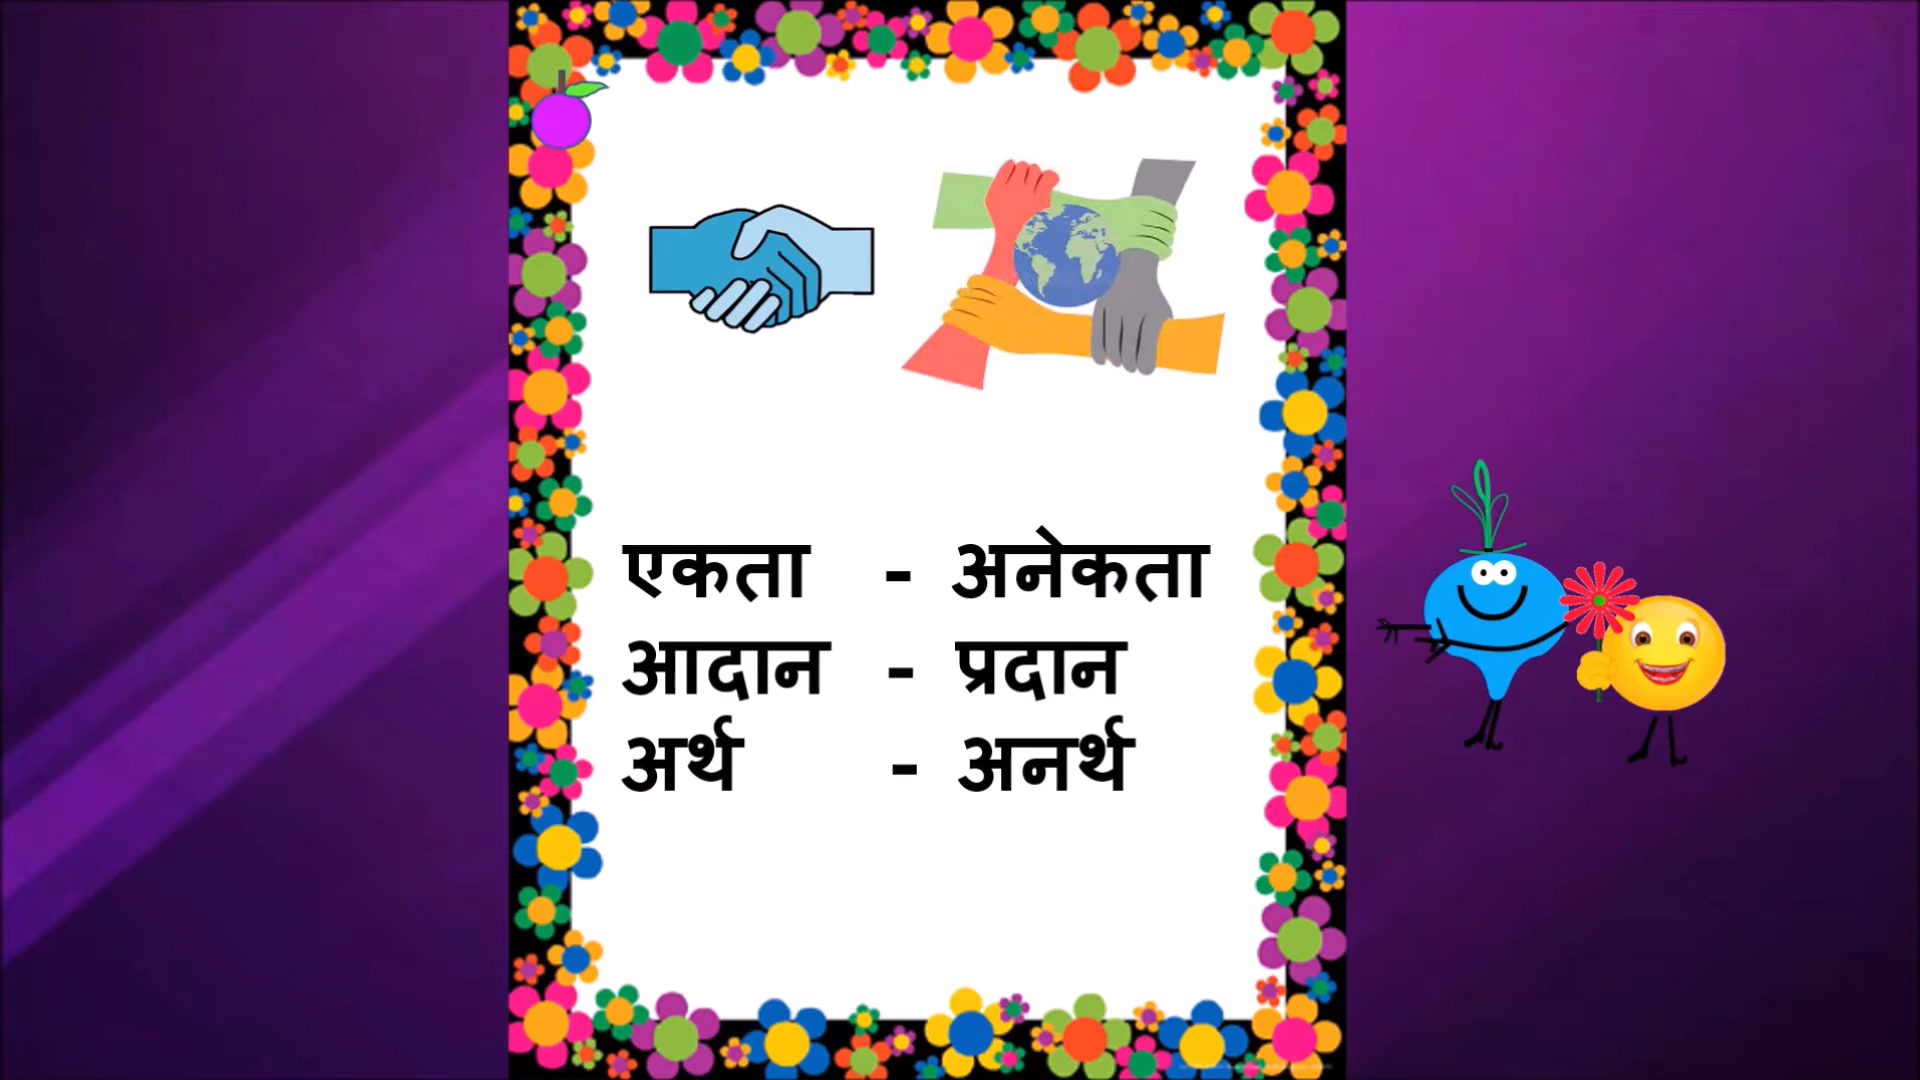 एकता - अनेकता
आदान - प्रदान
अर्थ - अनर्थ